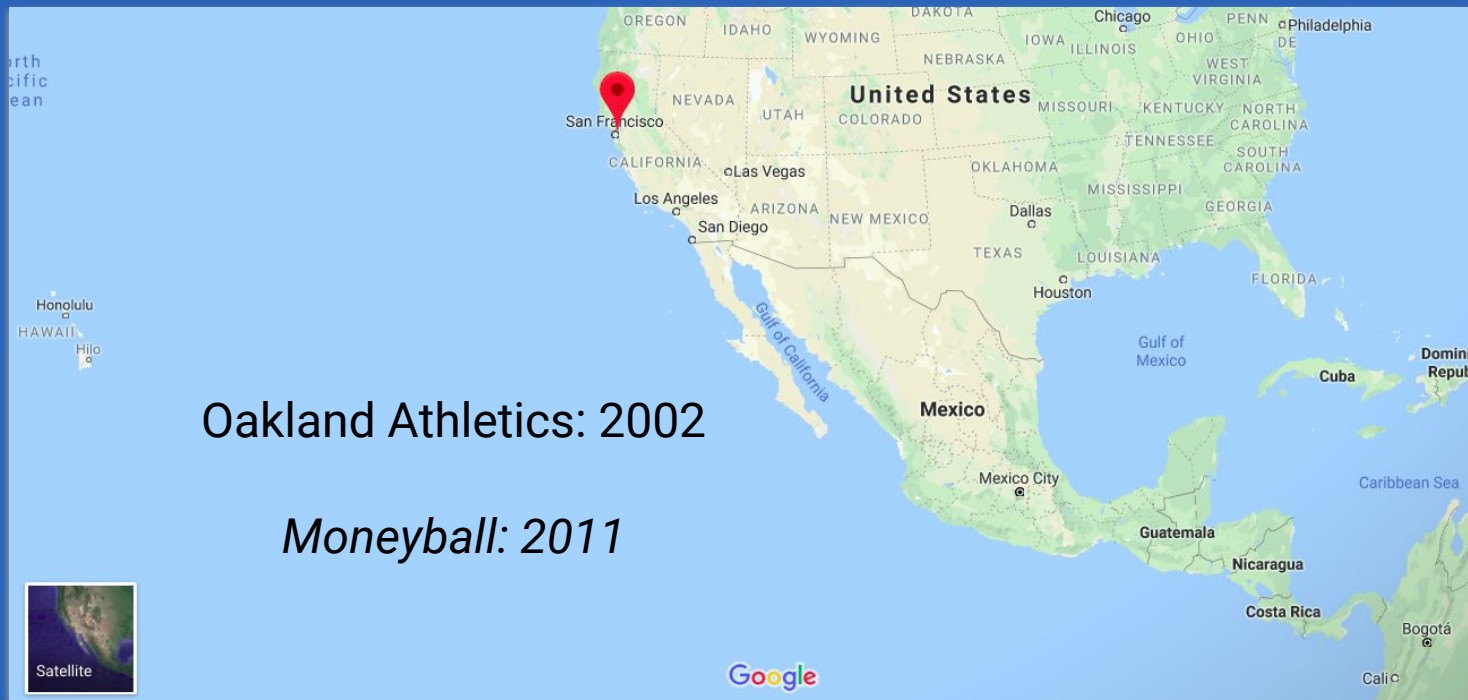 OREGON
IDAHO
WYOMING
DAKOTA
Chicago
PENN
Philadelphia
IOWA
ILLINOIS
OHIO
DE
NEBRASKA
WEST
VIRGINIA
NEVADA
UTAH
COLORADO
United States
MISSOURI
KENTUCKY
NORTH
CAROLINA
San Francisco
TENNESSEE
SOUTH
CAROLINA
CALIFORNIA
Las Vegas
OKLAHOMA
MISSISSIPPI
Los Angeles
ARIZONA
NEW MEXICO
Dallas
GEORGIA
San Diego
TEXAS
LOUISIANA
FLORIDA
Houston
Honolulu
HAWAII
Hilo
Gulf of California
Gulf of
Mexico
Cuba
Domini
Repub
Mexico
Oakland Athletics: 2002
Mexico City
Caribbean Sea
Moneyball: 2011
Guatemala
Nicaragua
Costa Rica
Bogotá
Satellite
Google
Cali